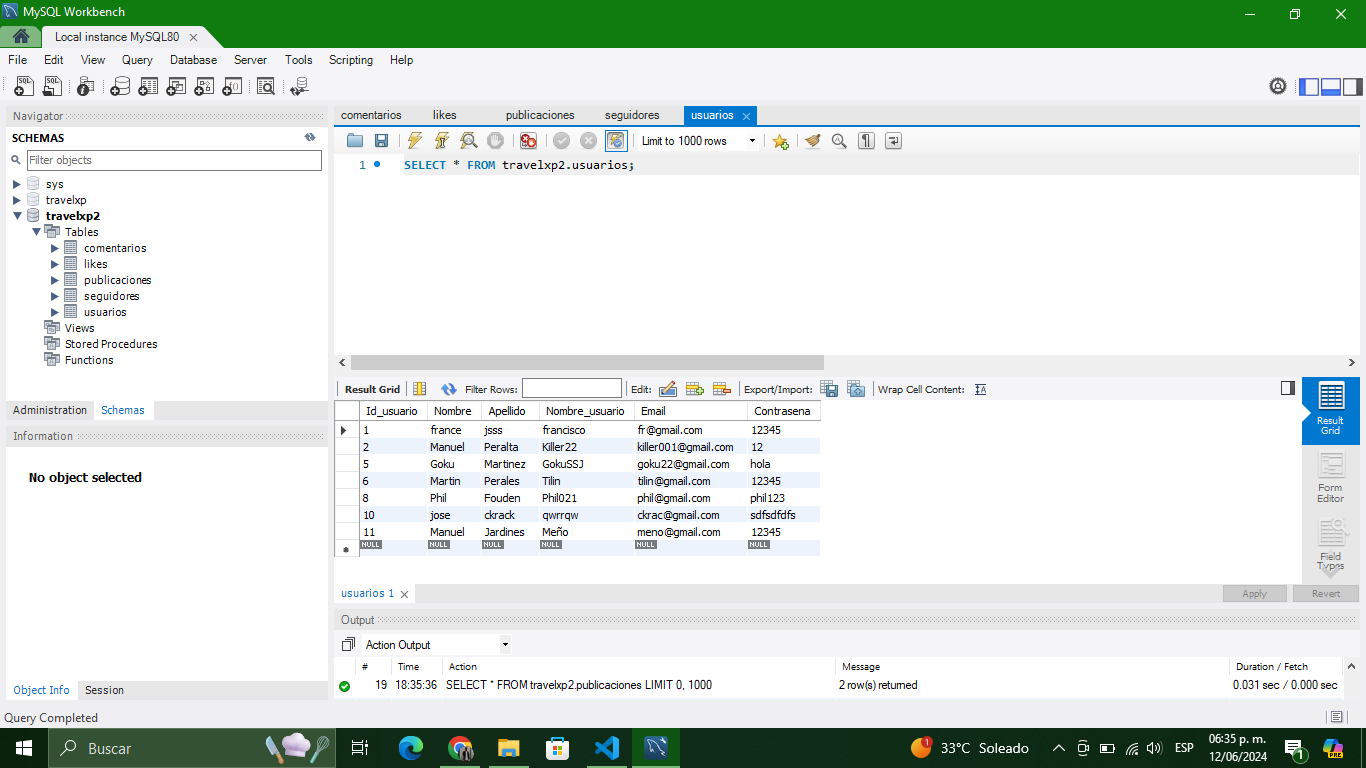 MySQL Workbench
Local instance MySQL80
File Edit View Query Database Server Tools Scripting Help
Navigator
SCHEMAS
Filter objects
sys
travelxp
travelxp2
Tables
comentarios
likes
publicaciones
seguidores
usuarios
Views
Stored Procedures
Functions
Administration Schemas
Information
No object selected
Object Info Session
comentarios likes publicaciones seguidores usuarios
Limit to 1000 rows
1 SELECT * FROM travelxp2.usuarios;
Result Grid Filter Rows: Edit: Export/Import: Wrap Cell Content:
Id_usuario Nombre Apellido Nombre_usuario Email Contrasena
1 france jsss francisco fr@gmail.com 12345
2 Manuel Peralta Killer22 killer001@gmail.com 12
5 Goku Martinez GokuSSJ goku22@gmail.com hola
6 Martin Perales Tilin tilin@gmail.com 12345
8 Phil Fouden Phil021 phil@gmail.com phil123
10 jose ckrack qwrrqw ckrac@gmail.com sdfsdfdfs
11 Manuel Jardines Meño meno@gmail.com 12345
NULL NULL NULL NULL NULL NULL
Result
Grid
Form
Editor
Field
Types
usuarios 1
Apply Revert
Output
Action Output
# Time Action Message Duration / Fetch
19 18:35:36 SELECT * FROM travelxp2.publicaciones LIMIT 0, 1000 2 row(s) returned 0.031 sec / 0.000 sec
Query Completed
Buscar
1
33°C Soleado
ESP
06:35 p. m.
12/06/2024
1
PRE